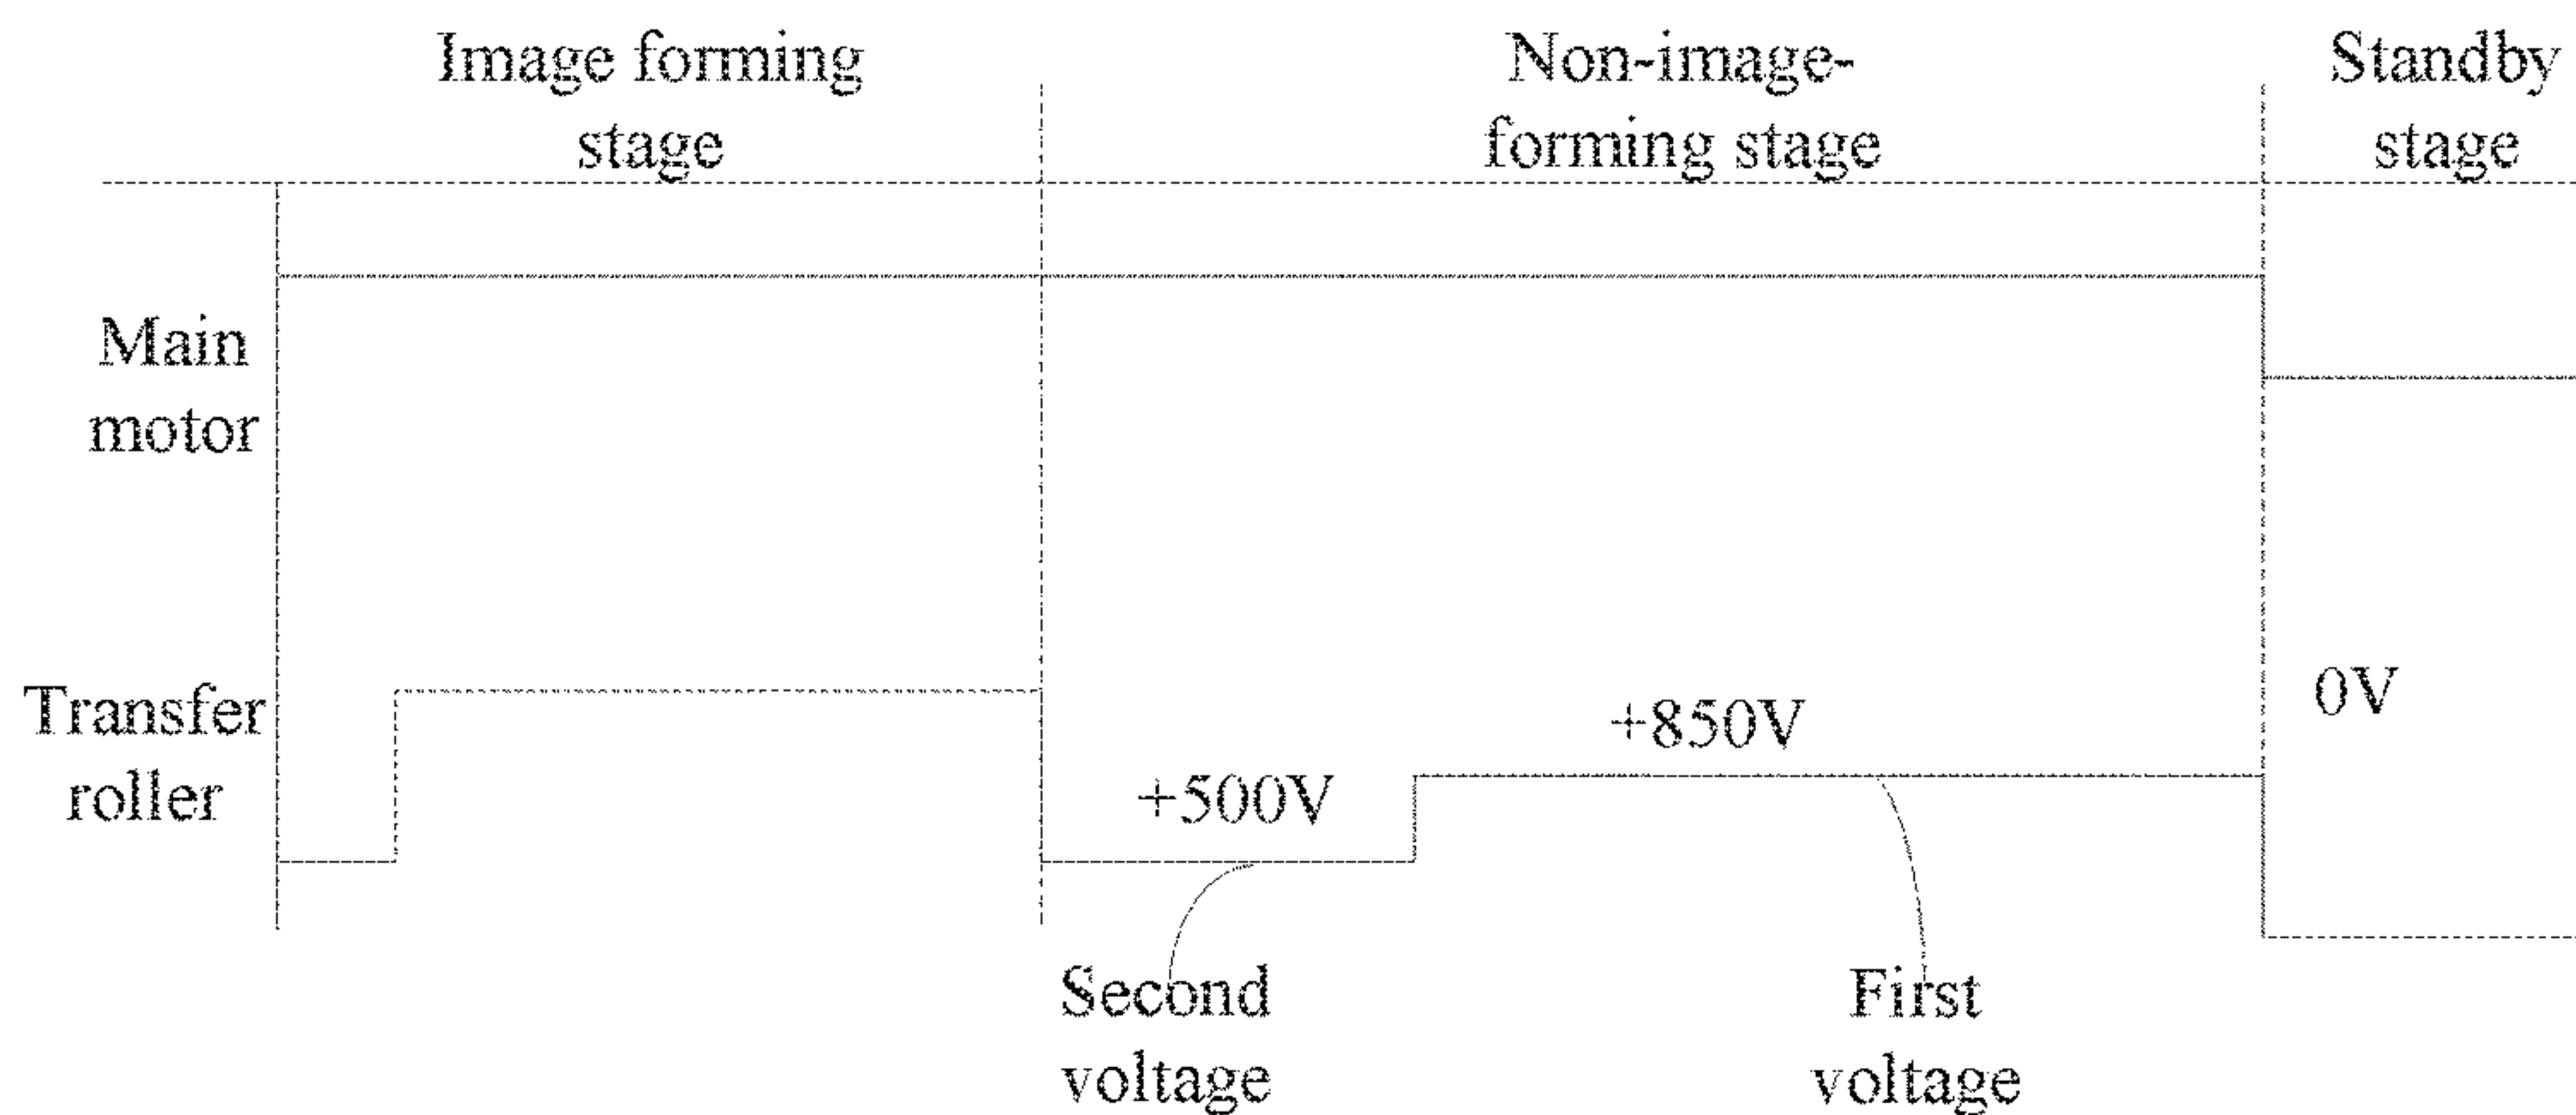 Image forming
stage
Non-image-
forming stage
Standby
stage
Main
motor
Transfer
roller
+500V
+850V
0V
Second
voltage
First
voltage